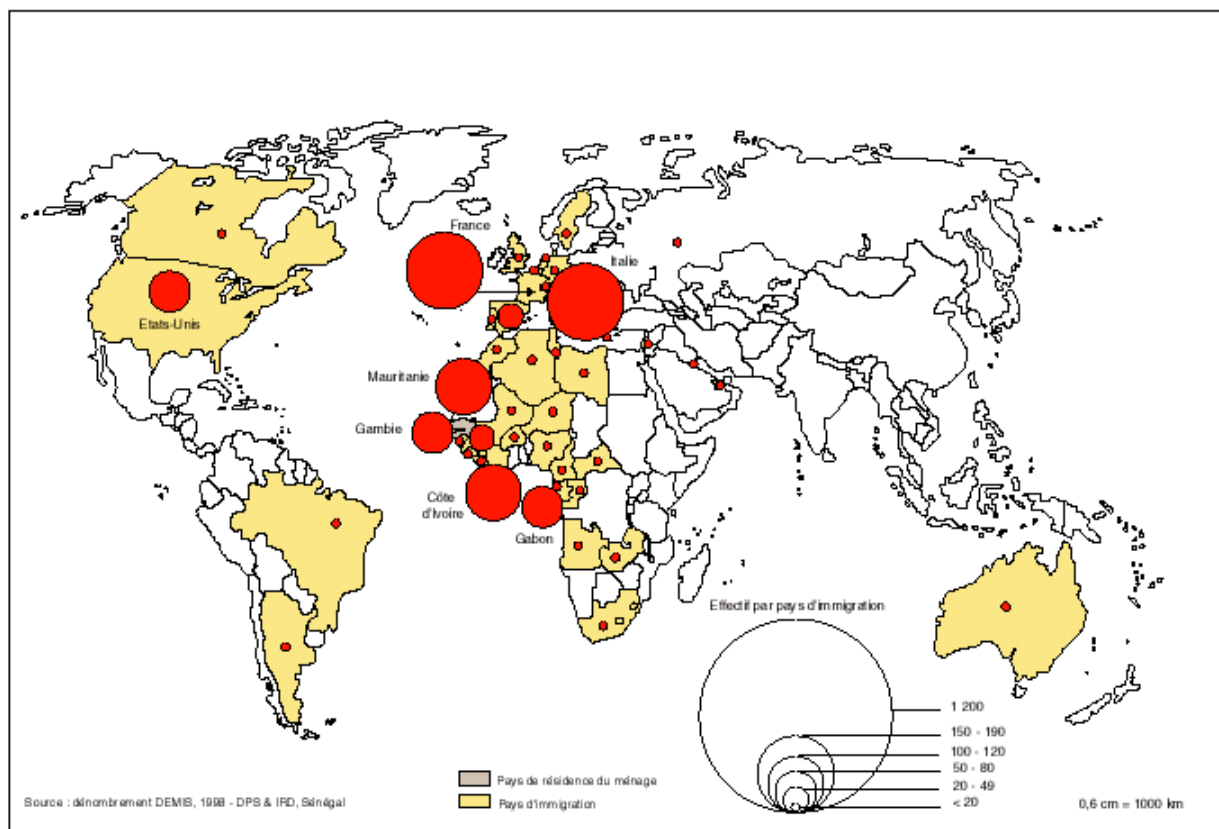 France
Italie
Etats-Unis
Mauritanie
Gambie
Côte
d'Ivoire
Gabon
Effectif par pays d'immigration
1 200
150 - 190
100 - 120
50 - 80
20 - 49
< 20
Pays de résidence du ménage
Pays d'immigration
Source : dénombrement DEMIS, 1998 - DPS & IRD, Sénégal
0,6 cm = 1000 km